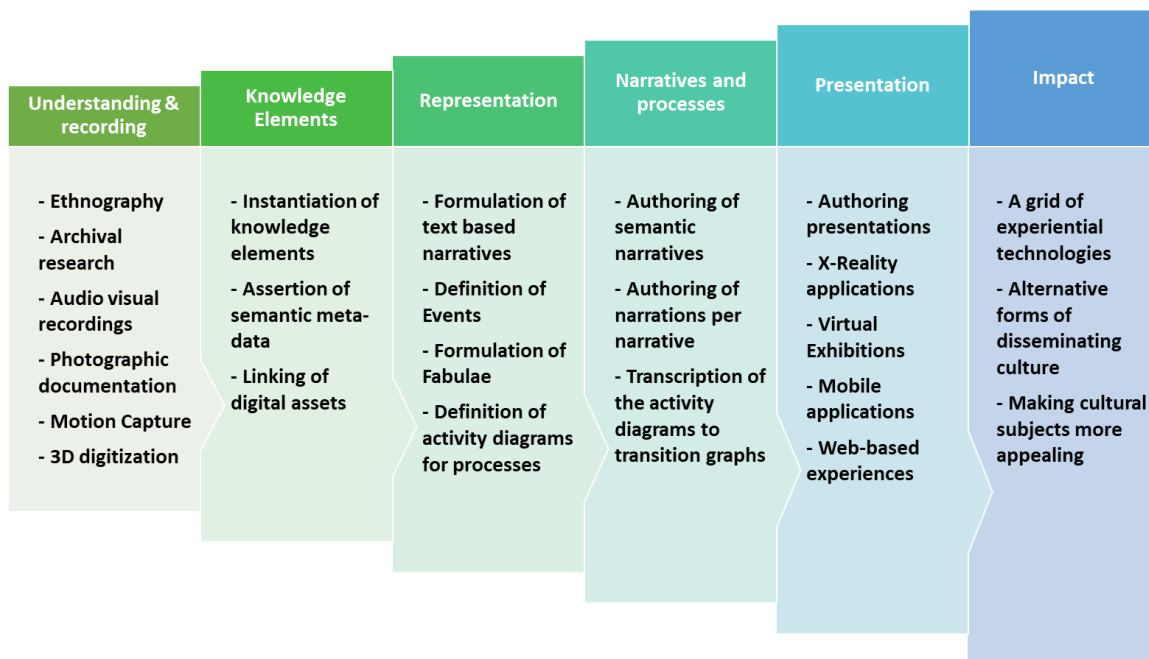 Understanding &
recording
- Ethnography
- Archival
research
- Audio visual
recordings
- Photographic
documentation
- Motion Capture
- 3D digitization
Knowledge
Elements
- Instantiation of
knowledge
elements
- Assertion of
semantic meta-
data
- Linking of
digital assets
Representation
- Formulation of
text based
narratives
- Definition of
Events
- Formulation of
Fabulae
- Definition of
activity diagrams
for processes
Narratives and
processes
- Authoring of
semantic
narratives
- Authoring of
narrations per
narrative
- Transcription of
the activity
diagrams to
transition graphs
Presentation
- Authoring
presentations
- X-Reality
applications
- Virtual
Exhibitions
- Mobile
applications
- Web-based
experiences
Impact
- A grid of
experiential
technologies
- Alternative
forms of
disseminating
culture
- Making cultural
subjects more
appealing